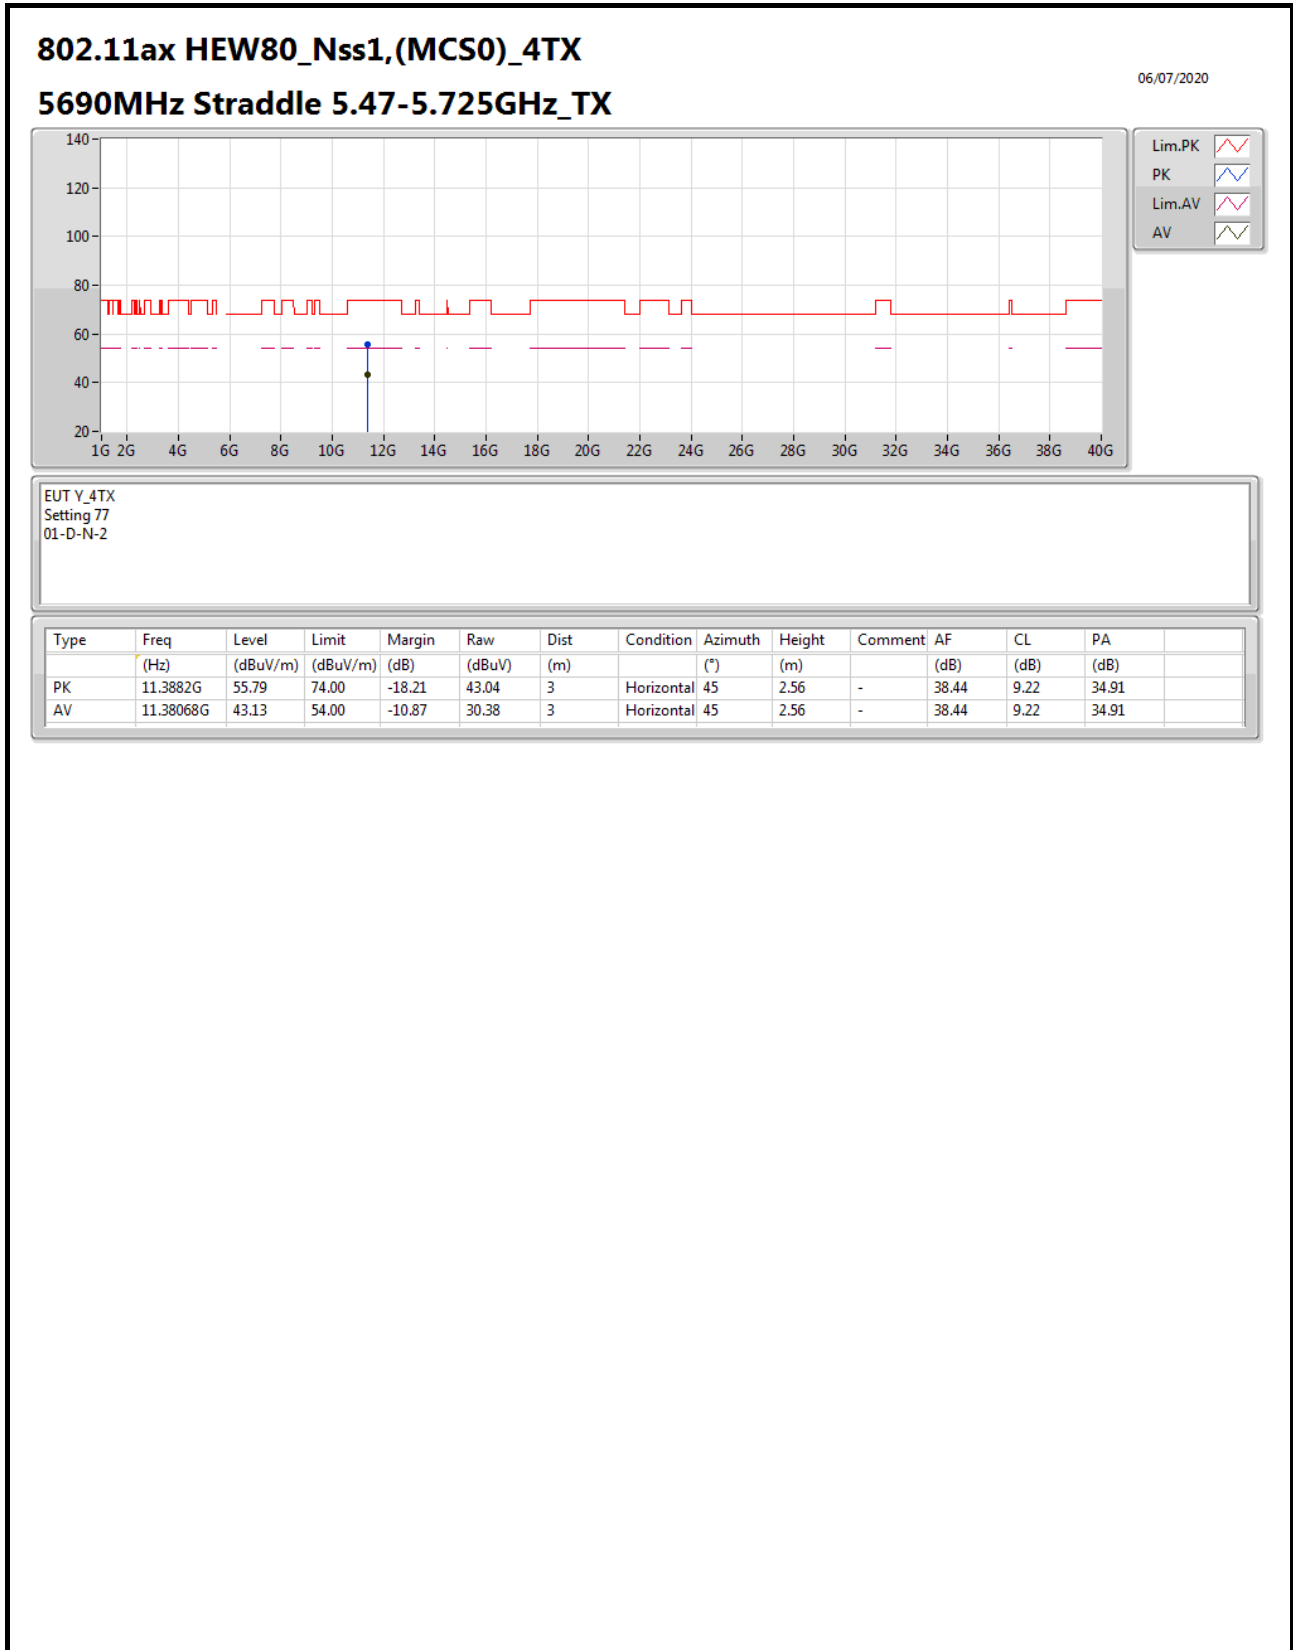 802.11ax HEW80_Nss1,(MCS0)_4TX
06/07/2020
5690MHz Straddle 5.47-5.725GHz_TX
140
120
100
80
60
40
20
1G 2G 4G 6G 8G 10G 12G 14G 16G 18G 20G 22G 24G 26G 28G 30G 32G 34G 36G 38G 40G
Lim.PK
PK
Lim.AV
AV
EUT Y_4TX
Setting 77
01-D-N-2
Type Freq Level Limit Margin Raw Dist Condition Azimuth Height Comment AF CL PA
(Hz) (dBuV/m) (dBuV/m) (dB) (dBuV) (m) (°) (m) (dB) (dB) (dB)
PK 11.3882G 55.79 74.00 -18.21 43.04 3 Horizontal 45 2.56 - 38.44 9.22 34.91
AV 11.38068G 43.13 54.00 -10.87 30.38 3 Horizontal 45 2.56 - 38.44 9.22 34.91